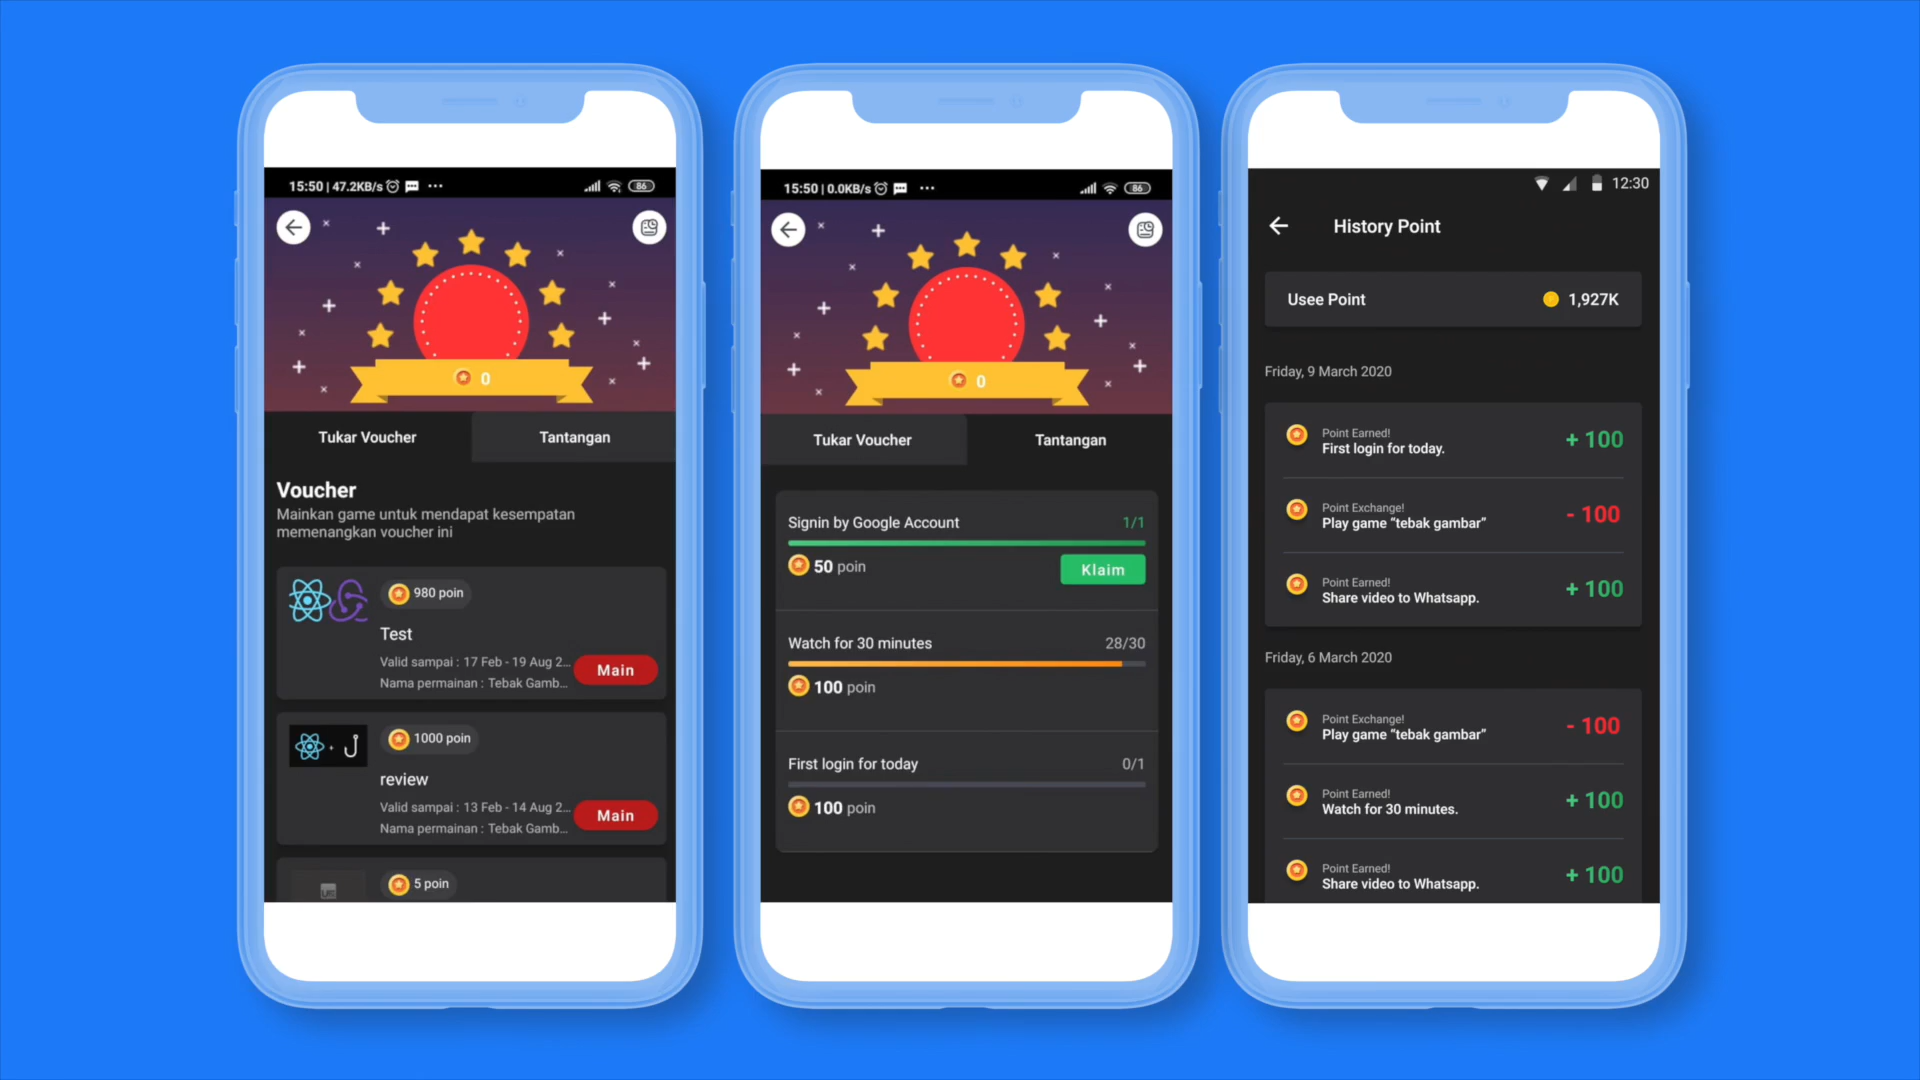 15:50 | 47.2KB/s
86
0
Tukar Voucher
Tantangan
Voucher
Mainkan game untuk mendapat kesempatan
memenangkan voucher ini
980 poin
Test
Valid sampai : 17 Feb - 19 Aug 2...
Nama permainan : Tebak Gamb...
Main
1000 poin
review
Valid sampai : 13 Feb - 14 Aug 2...
Nama permainan : Tebak Gamb...
Main
5 poin
15:50 | 0.0KB/s
86
0
Tukar Voucher
Tantangan
Signin by Google Account
1/1
50 poin
Klaim
Watch for 30 minutes
28/30
100 poin
First login for today
0/1
100 poin
12:30
History Point
Usee Point
1,927K
Friday, 9 March 2020
Point Earned!
First login for today.
+ 100
Point Exchange!
Play game “tebak gambar”
- 100
Point Earned!
Share video to Whatsapp.
+ 100
Friday, 6 March 2020
Point Exchange!
Play game “tebak gambar”
- 100
Point Earned!
Watch for 30 minutes.
+ 100
Point Earned!
Share video to Whatsapp.
+ 100